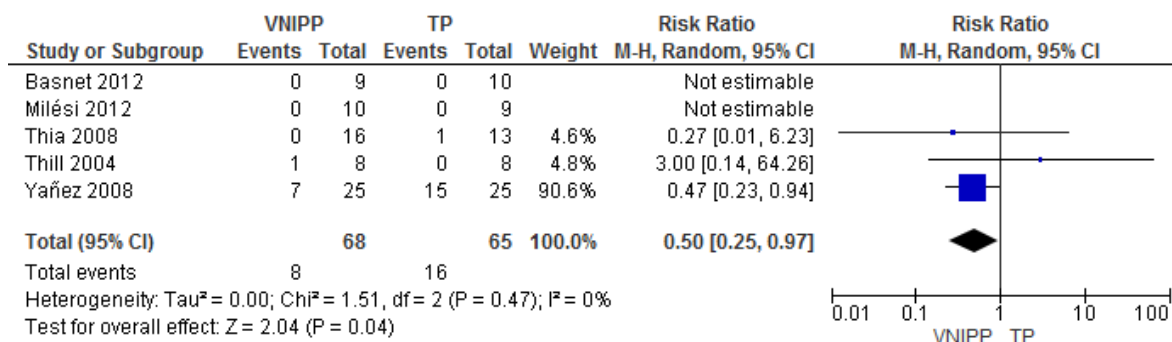 VNIPP TP Risk Ratio Risk Ratio
Study or Subgroup Events Total Events Total Weight M-H, Random, 95% CI M-H, Random, 95% CI
Basnet 2012 0 9 0 10 Not estimable
Milési 2012 0 10 0 9 Not estimable
Thia 2008 0 16 1 13 4.6% 0.27 [0.01, 6.23]
Thill 2004 1 8 0 8 4.8% 3.00 [0.14, 64.26]
Yañez 2008 7 25 15 25 90.6% 0.47 [0.23, 0.94]
Total (95% CI) 68 65 100.0% 0.50 [0.25, 0.97]
Total events 8 16
Heterogeneity: Tau² = 0.00; Chi² = 1.51, df = 2 (P = 0.47); I² = 0%
Test for overall effect: Z = 2.04 (P = 0.04)
0.01 0.1 1 10 100
VNIPP TP